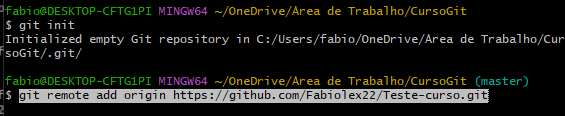 fabio@DESKTOP-CFTG1PI MINGW64 ~/OneDrive/Área de Trabalho/CursoGit
$ git init
Initialized empty Git repository in C:/Users/fabio/OneDrive/Área de Trabalho/Cur
soGit/.git/
fabio@DESKTOP-CFTG1PI MINGW64 ~/OneDrive/Área de Trabalho/CursoGit (master)
$ git remote add origin https://github.com/Fabiolex22/Teste-curso.git